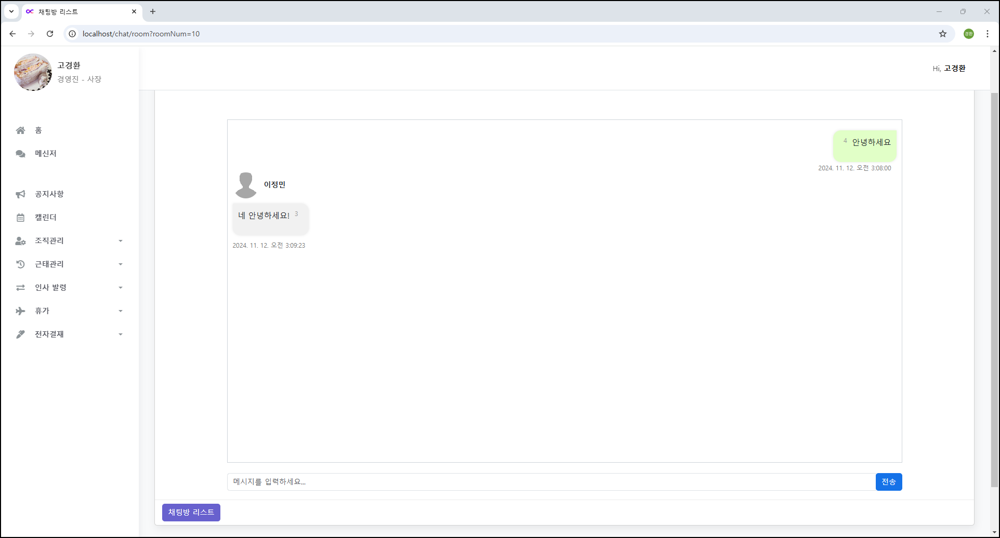 채팅방 리스트
localhost/chat/room?roomNum=10
경환
고경환
경영진 - 사장
Hi, 고경환
홈
메신저
공지사항
캘린더
조직관리
근태관리
인사 발령
휴가
전자결재
4 안녕하세요
2024. 11. 12. 오전 3:08:00
이정민
네 안녕하세요! 3
2024. 11. 12. 오전 3:09:23
메시지를 입력하세요...
전송
채팅방 리스트